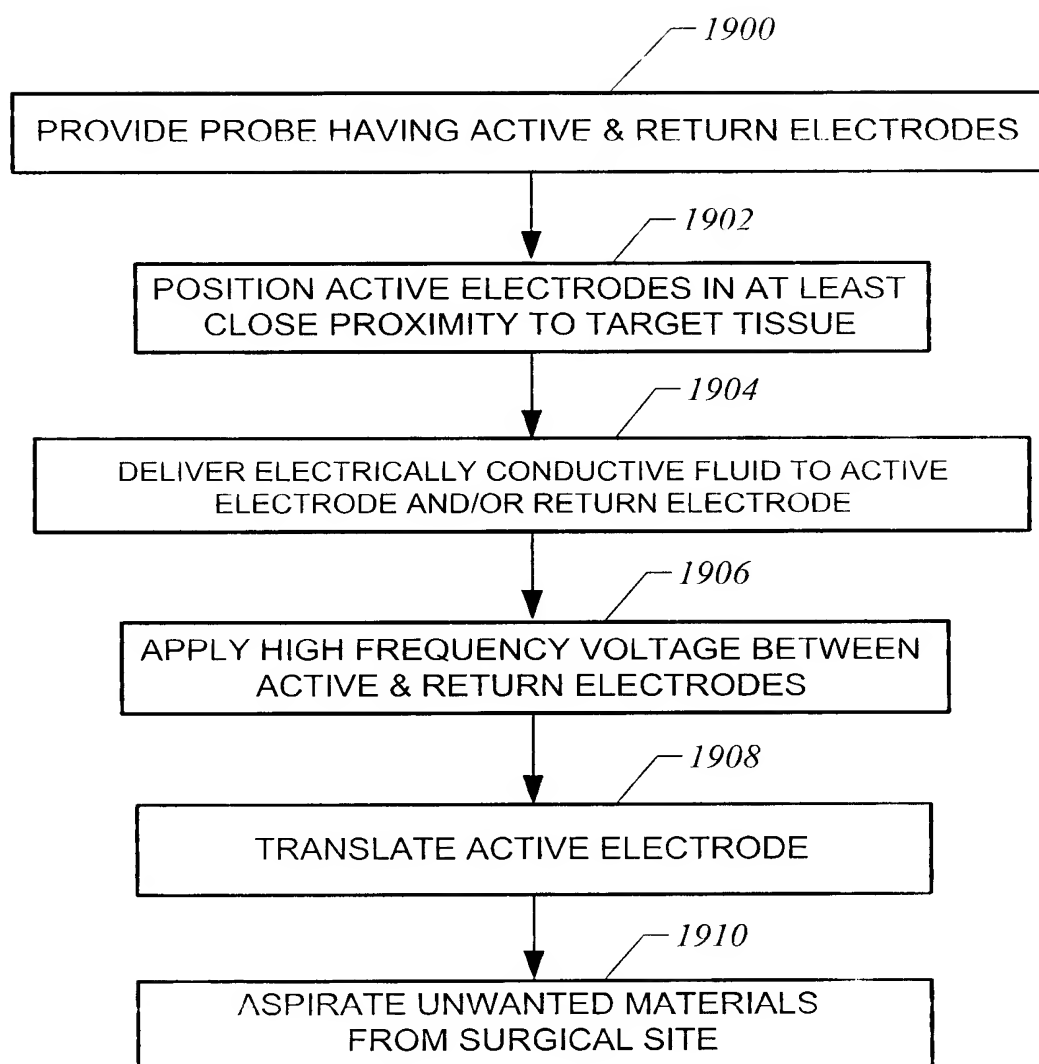 1900
PROVIDE PROBE HAVING ACTIVE & RETURN ELECTRODES
1902
POSITION ACTIVE ELECTRODES IN AT LEAST
CLOSE PROXIMITY TO TARGET TISSUE
1904
DELIVER ELECTRICALLY CONDUCTIVE FLUID TO ACTIVE
ELECTRODE AND/OR RETURN ELECTRODE
1906
APPLY HIGH FREQUENCY VOLTAGE BETWEEN
ACTIVE & RETURN ELECTRODES
1908
TRANSLATE ACTIVE ELECTRODE
1910
ASPIRATE UNWANTED MATERIALS
FROM SURGICAL SITE